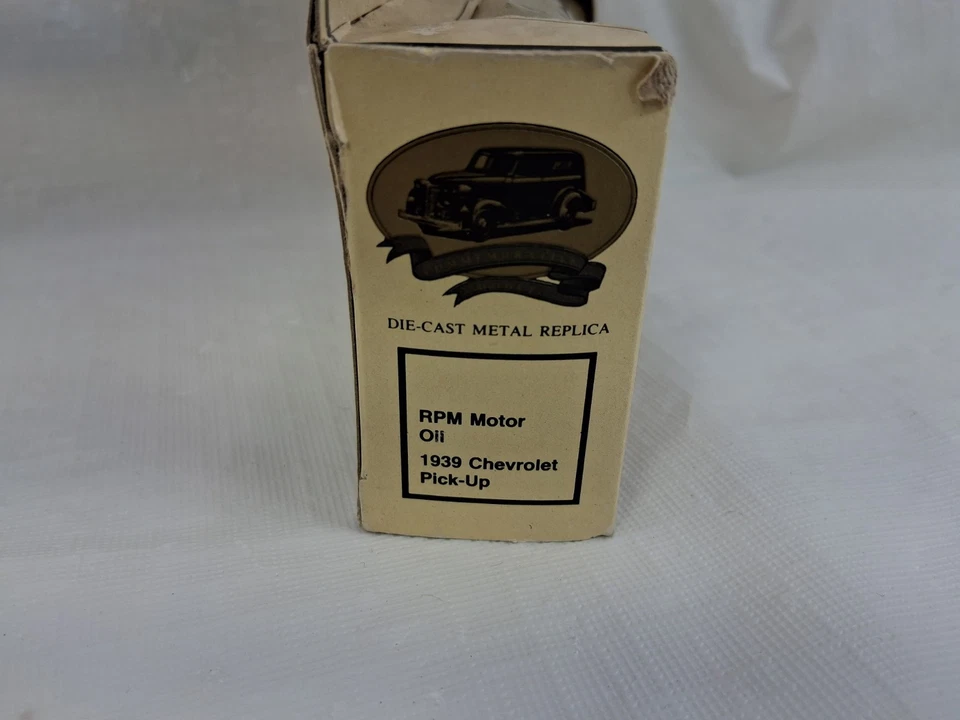 DIE-CAST METAL REPLICA
RPM Motor
Oil
1939 Chevrolet
Pick-Up